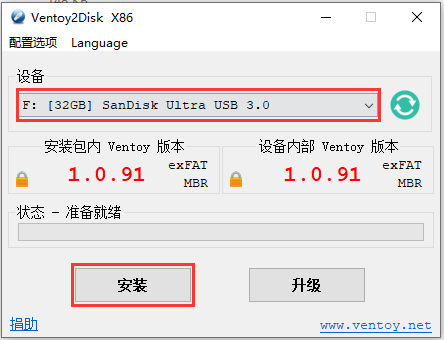 Ventoy2Disk X86
配置选项 Language
设备
F: [32GB] SanDisk Ultra USB 3.0
安装包内 Ventoy 版本
1.0.91
exFAT
MBR
设备内部 Ventoy 版本
1.0.91
exFAT
MBR
状态 - 准备就绪
安装
升级
捐助
www.ventoy.net